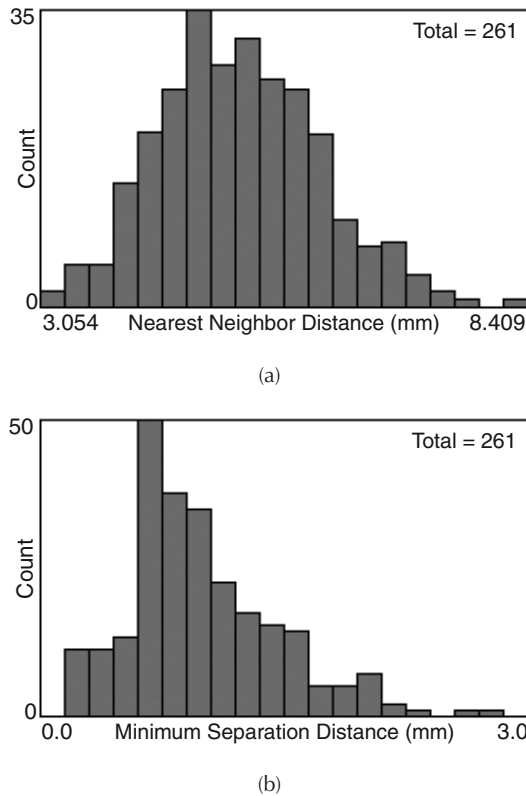 35
Total = 261
Count
0
3.054 Nearest Neighbor Distance (mm) 8.409
(a)
50
Total = 261
Count
0
0.0 Minimum Separation Distance (mm) 3.0
(b)